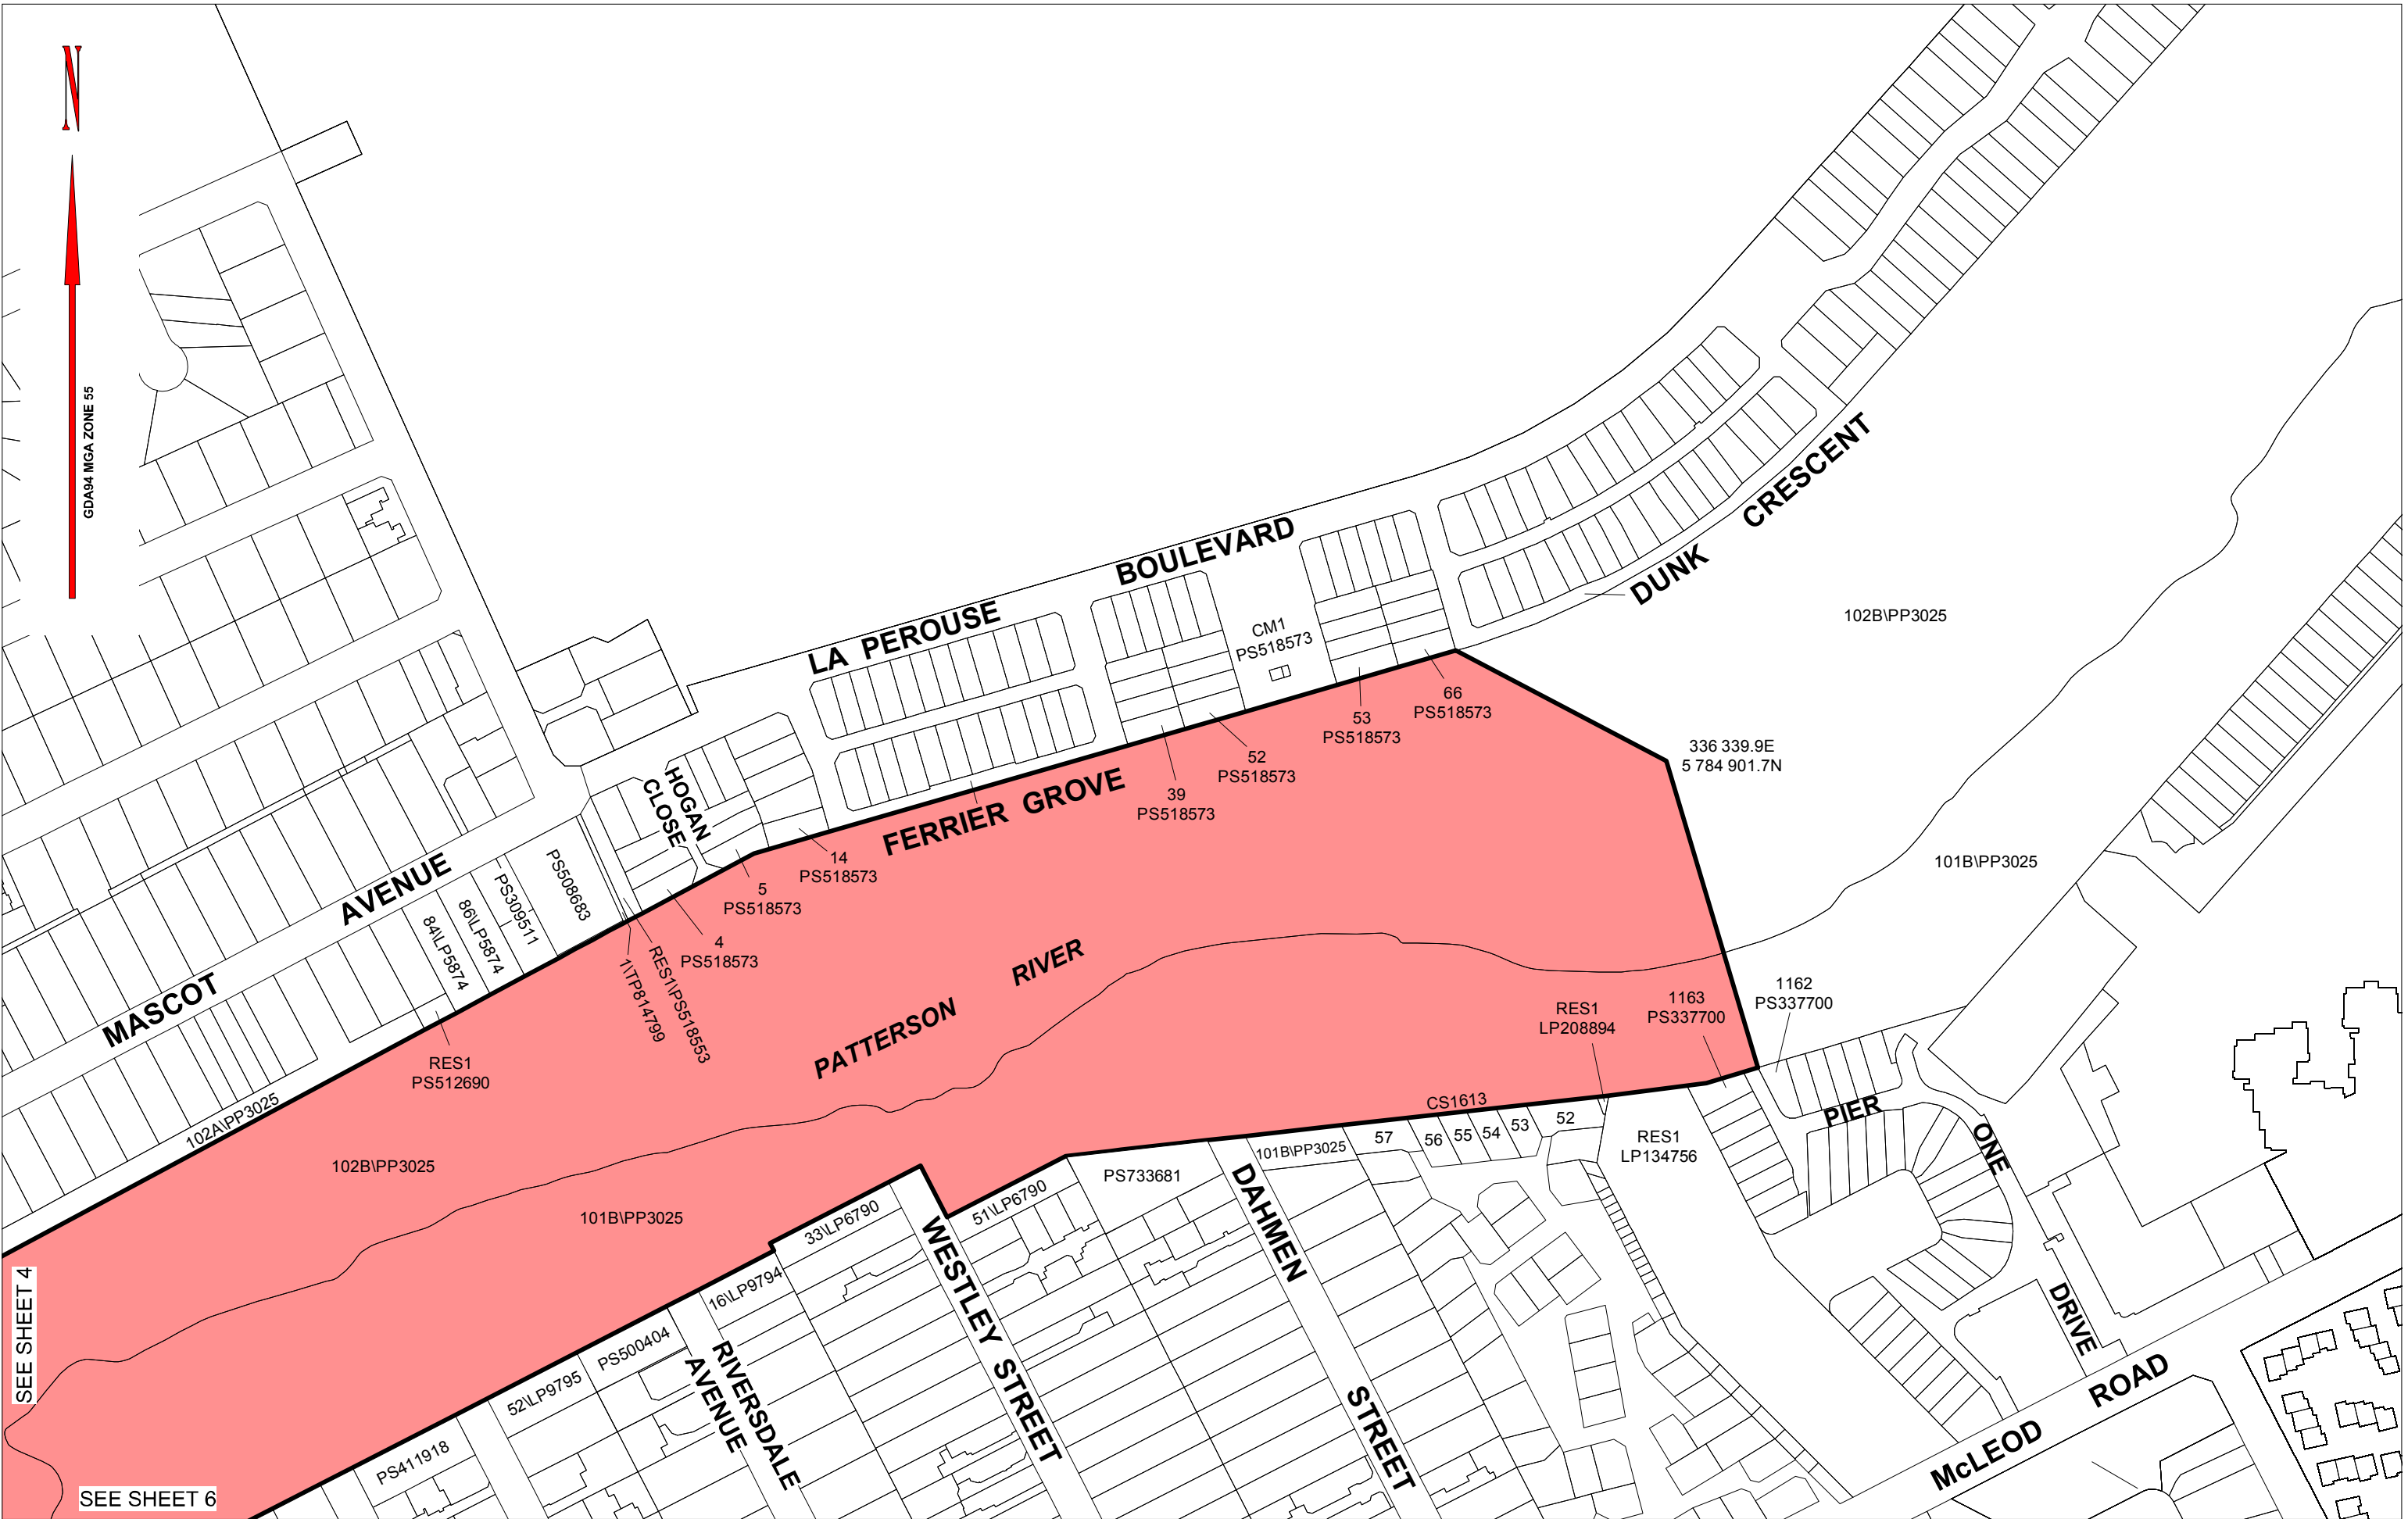 N
GDA94 MGA ZONE 55
BOULEVARD
LA PEROUSE
CRESCENT
DUNK
CM1
PS518573
102B\PP3025
66
PS518573
53
PS518573
336 339.9E
5 784 901.7N
52
PS518573
39
PS518573
FERRIER GROVE
HOGAN
CLOSE
14
PS518573
5
PS518573
4
PS518573
101B\PP3025
AVENUE
MASCOT
PS508683
PS309511
86\LP5874
84\LP5874
1\TP814799
RES1\PS518553
RES1
PS512690
102A\PP3025
PATTERSON RIVER
1162
PS337700
1163
PS337700
RES1
LP208894
CS1613
PIER
ONE
DRIVE
52
53
54
55
56
57
RES1
LP134756
101B\PP3025
PS733681
102B\PP3025
101B\PP3025
51\LP6790
33\LP6790
16\LP9794
DAHMEN
STREET
WESTLEY STREET
PS500404
52\LP9795
RIVERSDALE
AVENUE
PS411918
McLEOD ROAD
SEE SHEET 4
SEE SHEET 6